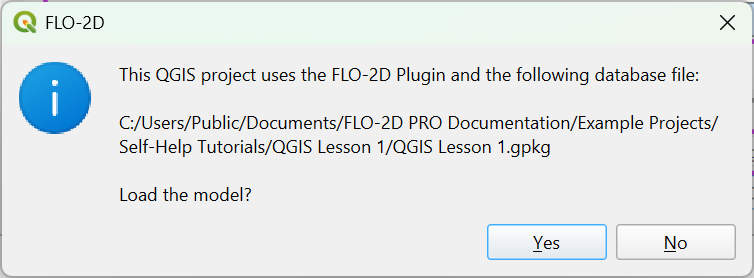 FLO-2D
This QGIS project uses the FLO-2D Plugin and the following database file:
C:/Users/Public/Documents/FLO-2D PRO Documentation/Example Projects/
Self-Help Tutorials/QGIS Lesson 1/QGIS Lesson 1.gpkg
Load the model?
Yes
No